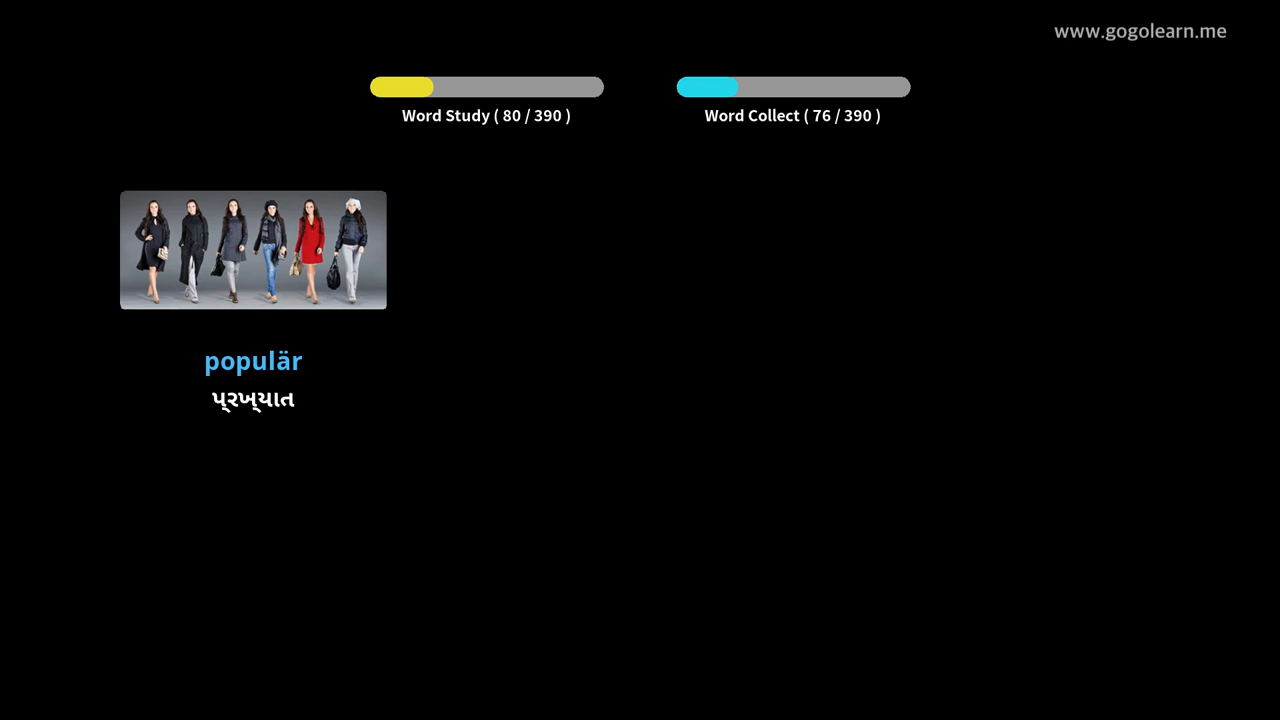 www.gogolearn.me
Word Study ( 80 / 390 )
Word Collect ( 76 / 390 )
populär
પ્રખ્યાત